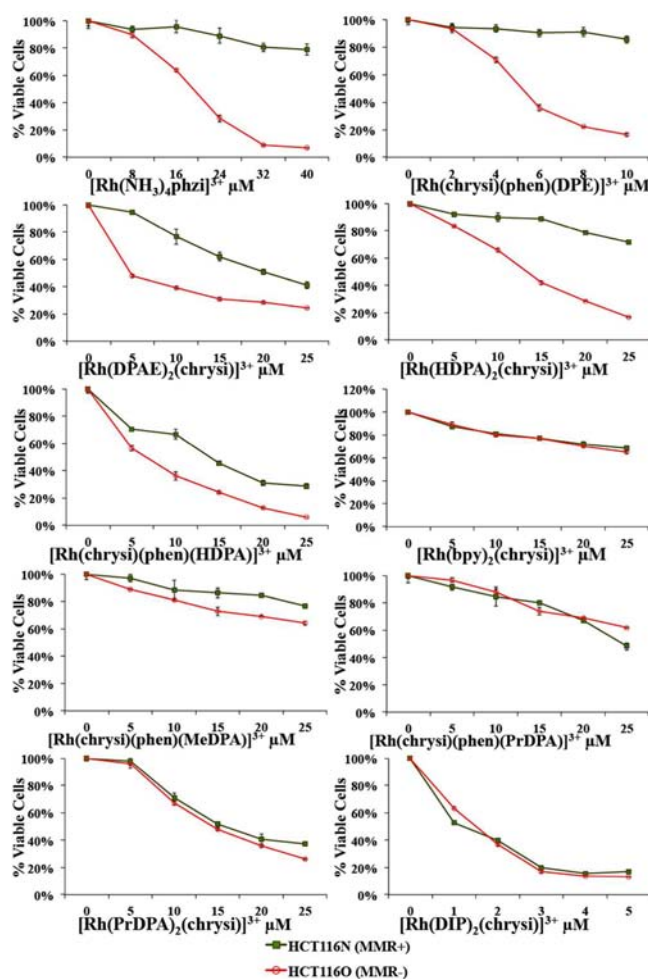 100%
80%
60%
40%
20%
0%
% Viable Cells
0 8 16 24 32 40
[Rh(NH3)4phzi]3+ μM
100%
80%
60%
40%
20%
0%
% Viable Cells
0 2 4 6 8 10
[Rh(chrysi)(phen)(DPE)]3+ μM
100%
80%
60%
40%
20%
0%
% Viable Cells
0 5 10 15 20 25
[Rh(DPAE)2(chrysi)]3+ μM
100%
80%
60%
40%
20%
0%
% Viable Cells
0 5 10 15 20 25
[Rh(HDPA)2(chrysi)]3+ μM
100%
80%
60%
40%
20%
0%
% Viable Cells
0 5 10 15 20 25
[Rh(chrysi)(phen)(HDPA)]3+ μM
120%
100%
80%
60%
40%
20%
0%
% Viable Cells
0 5 10 15 20 25
[Rh(bpy)2(chrysi)]3+ μM
100%
80%
60%
40%
20%
0%
% Viable Cells
0 5 10 15 20 25
[Rh(chrysi)(phen)(MeDPA)]3+ μM
100%
80%
60%
40%
20%
0%
% Viable Cells
0 5 10 15 20 25
[Rh(chrysi)(phen)(PrDPA)]3+ μM
100%
80%
60%
40%
20%
0%
% Viable Cells
0 5 10 15 20 25
[Rh(PrDPA)2(chrysi)]3+ μM
100%
80%
60%
40%
20%
0%
% Viable Cells
0 1 2 3 4 5
[Rh(DIP)2(chrysi)]3+ μM
HCT116N (MMR+)
HCT116O (MMR-)